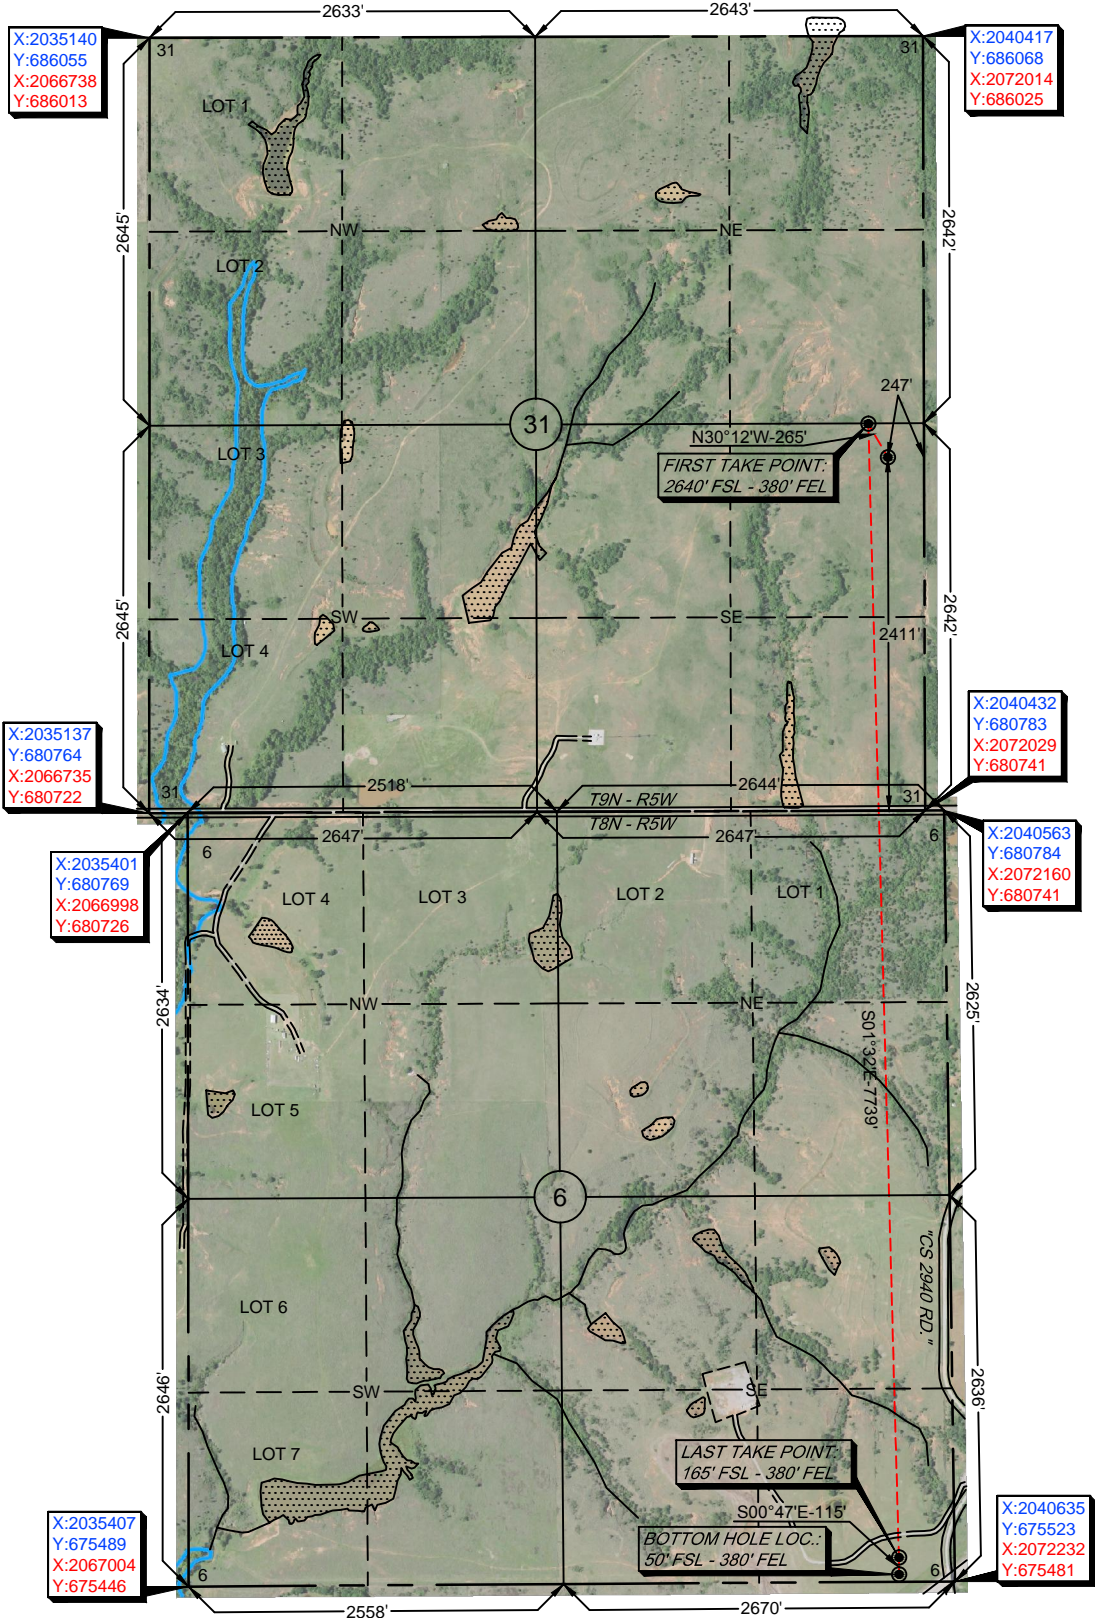 2633'
2643'
X:2035140
Y:686055
X:2066738
Y:686013
31
31
X:2040417
Y:686068
X:2072014
Y:686025
LOT 1
2645'
2642'
NW
NE
LOT 2
247'
31
N30°12'W-265'
LOT 3
FIRST TAKE POINT:
2640' FSL - 380' FEL
2645'
2642'
SW
SE
2411'
LOT 4
X:2035137
Y:680764
X:2066735
Y:680722
X:2040432
Y:680783
X:2072029
Y:680741
31
2518'
2644'
31
T9N - R5W
T8N - R5W
2647'
2647'
6
6
X:2035401
Y:680769
X:2066998
Y:680726
X:2040563
Y:680784
X:2072160
Y:680741
LOT 4
LOT 3
LOT 2
LOT 1
2634'
NW
NE
2625'
S01°32'E-7739'
LOT 5
6
"CS 2940 RD."
LOT 6
2646'
SW
SE
2636'
LOT 7
LAST TAKE POINT:
165' FSL - 380' FEL
S00°47'E-115'
BOTTOM HOLE LOC.:
50' FSL - 380' FEL
X:2035407
Y:675489
X:2067004
Y:675446
6
6
X:2040635
Y:675523
X:2072232
Y:675481
2558'
2670'